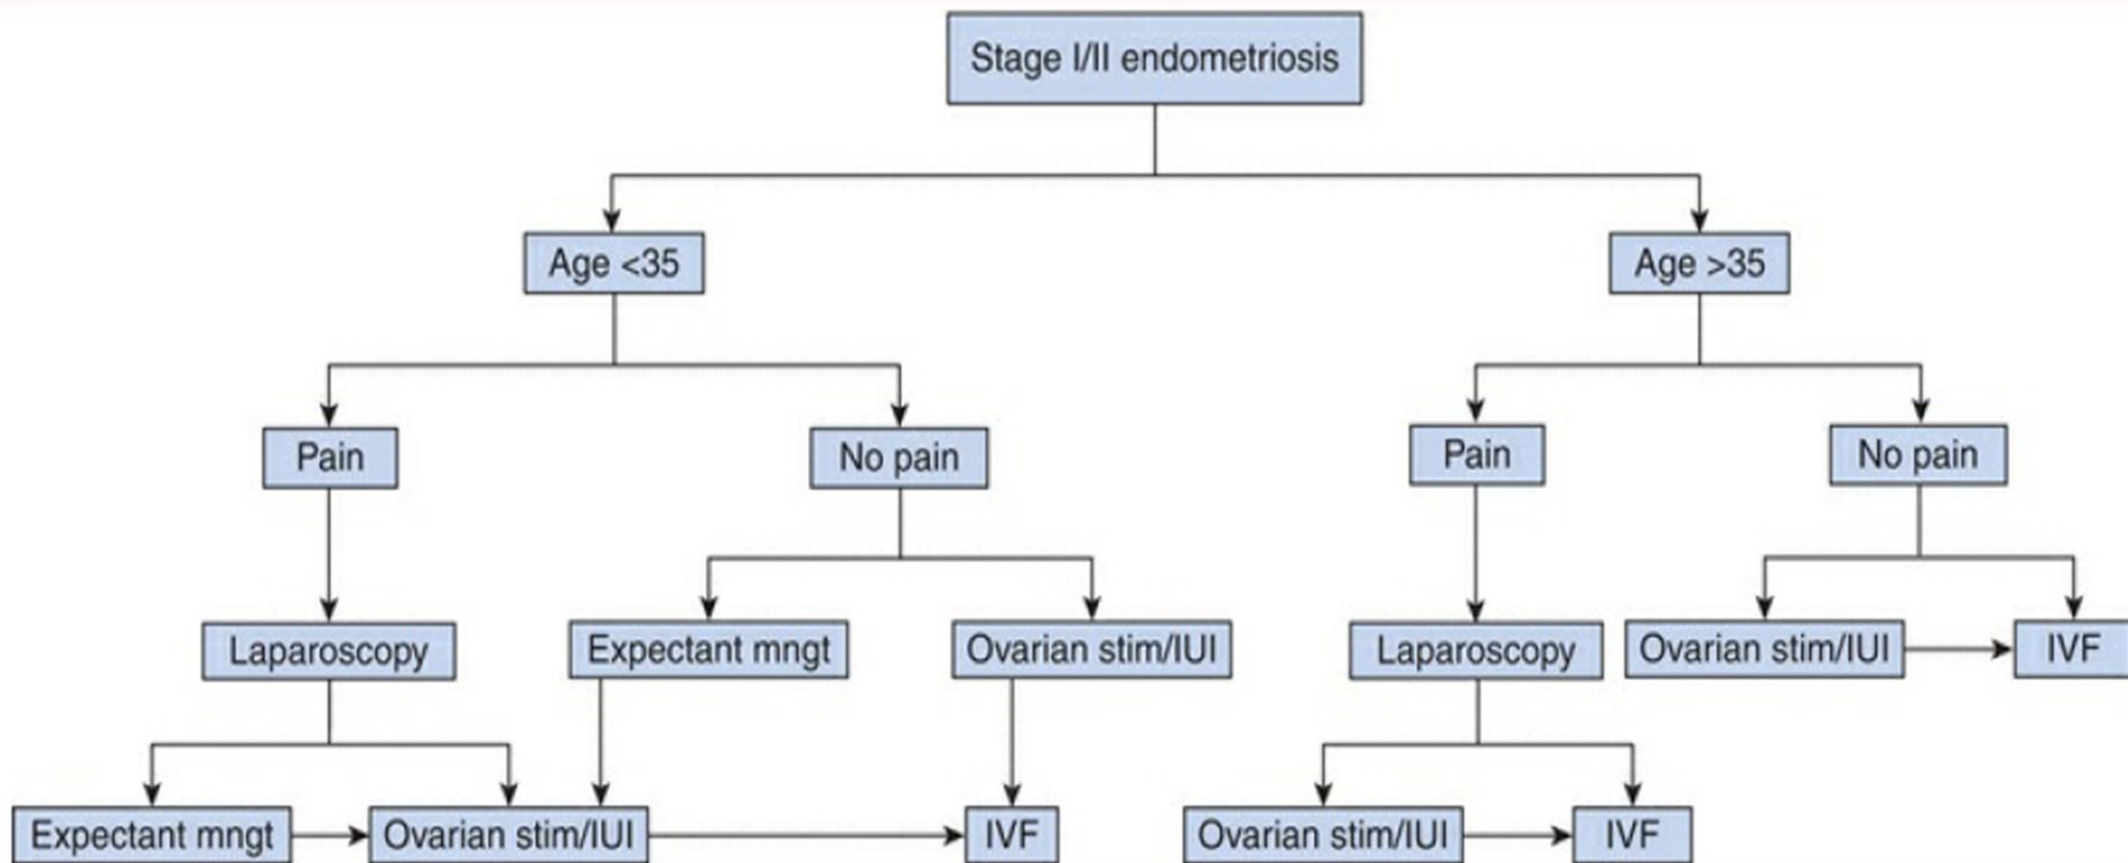 Stage I/II endometriosis
Age <35
Age >35
Pain
No pain
Pain
No pain
Laparoscopy
Expectant mngt
Ovarian stim/IUI
Laparoscopy
Ovarian stim/IUI
IVF
Expectant mngt
Ovarian stim/IUI
IVF
Ovarian stim/IUI
IVF